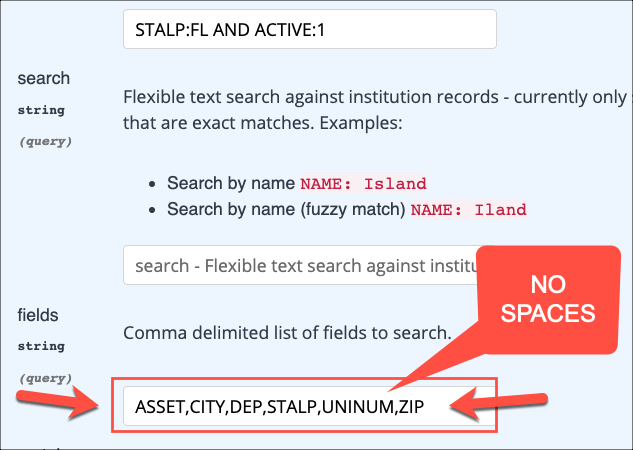 STALP:FL AND ACTIVE:1
search
string
(query)
Flexible text search against institution records - currently only
that are exact matches. Examples:
• Search by name NAME: Island
• Search by name (fuzzy match) NAME: Iland
search - Flexible text search against institu
NO
SPACES
fields
string
(query)
Comma delimited list of fields to search.
ASSET,CITY,DEP,STALP,UNINUM,ZIP